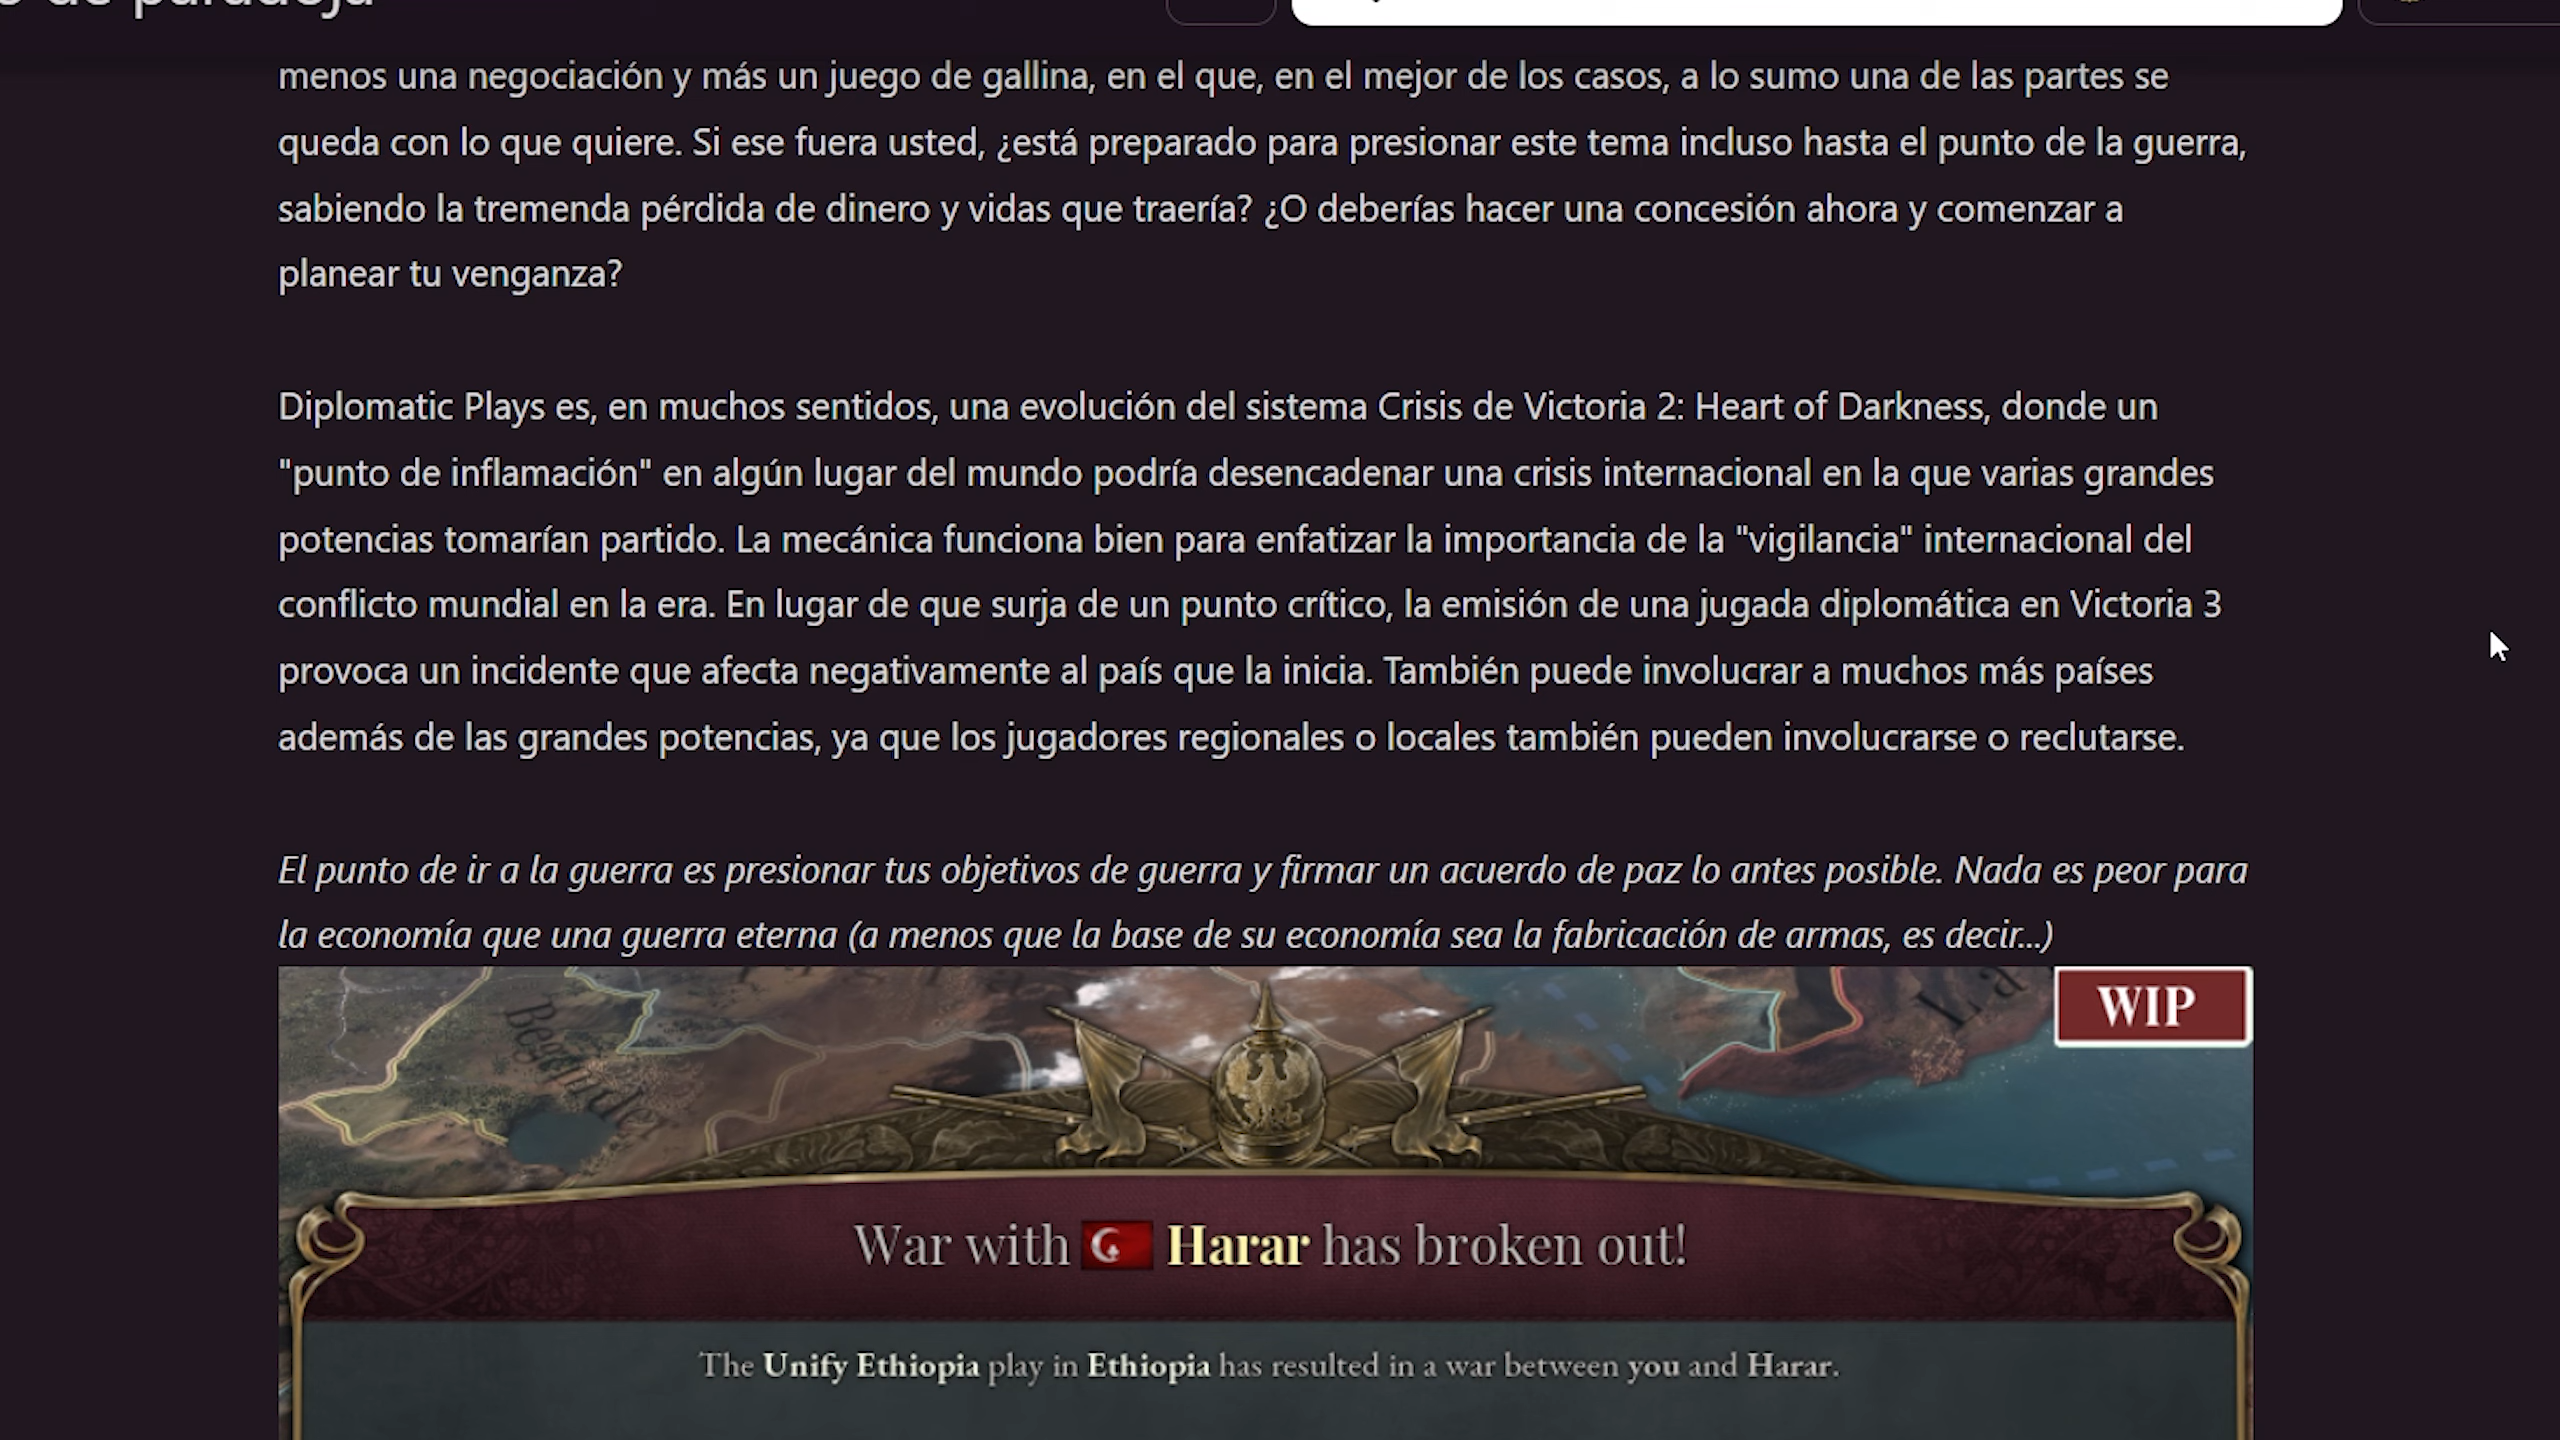 menos una negociación y más un juego de gallina, en el que, en el mejor de los casos, a lo sumo una de las partes se
queda con lo que quiere. Si ese fuera usted, ¿está preparado para presionar este tema incluso hasta el punto de la guerra,
sabiendo la tremenda pérdida de dinero y vidas que traería? ¿O deberías hacer una concesión ahora y comenzar a
planear tu venganza?
Diplomatic Plays es, en muchos sentidos, una evolución del sistema Crisis de Victoria 2: Heart of Darkness, donde un
"punto de inflamación" en algún lugar del mundo podría desencadenar una crisis internacional en la que varias grandes
potencias tomarían partido. La mecánica funciona bien para enfatizar la importancia de la "vigilancia" internacional del
conflicto mundial en la era. En lugar de que surja de un punto crítico, la emisión de una jugada diplomática en Victoria 3
provoca un incidente que afecta negativamente al país que la inicia. También puede involucrar a muchos más países
además de las grandes potencias, ya que los jugadores regionales o locales también pueden involucrarse o reclutarse.
El punto de ir a la guerra es presionar tus objetivos de guerra y firmar un acuerdo de paz lo antes posible. Nada es peor para
la economía que una guerra eterna (a menos que la base de su economía sea la fabricación de armas, es decir...)
WIP
War with Harar has broken out!
The Unify Ethiopia play in Ethiopia has resulted in a war between you and Harar.